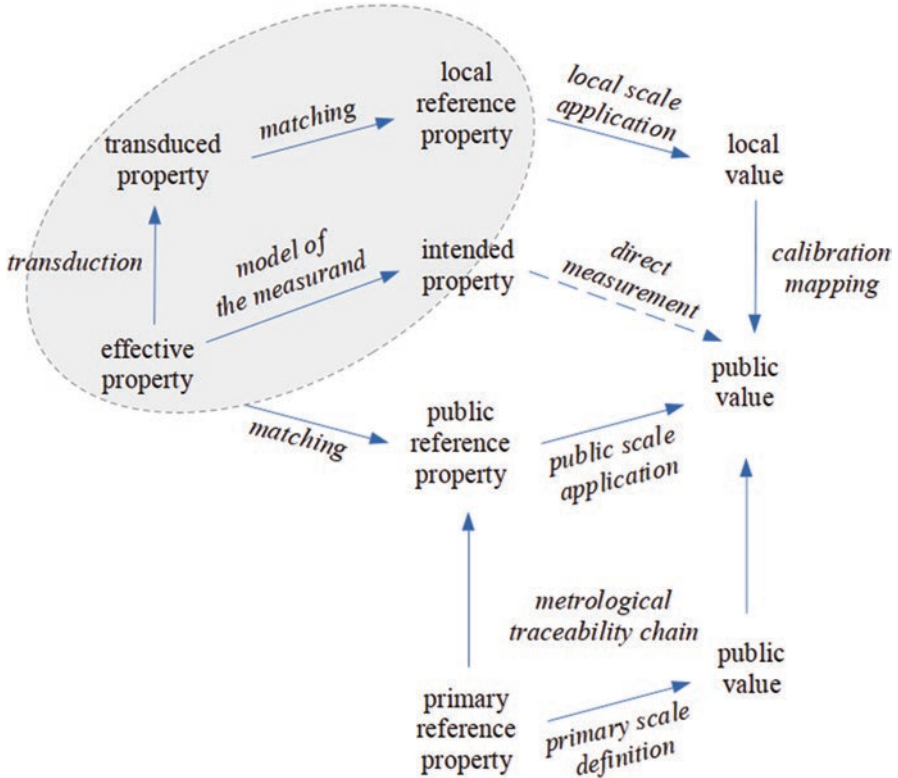 local
reference
property
local scale
application
matching
transduced
property
local
value
transduction
model of
the measurand
intended
property
direct
measurement
calibration
mapping
effective
property
public
value
matching
public
reference
property
public scale
application
metrological
traceability chain
public
value
primary
reference
property
primary scale
definition